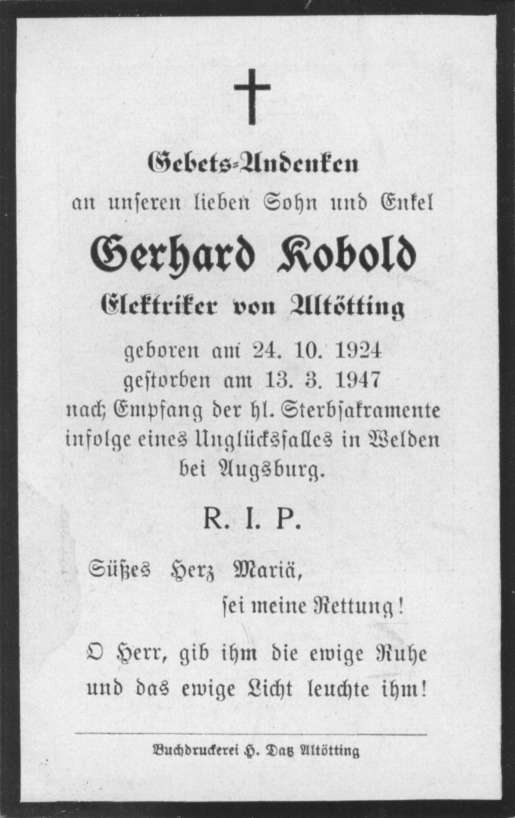 Gebets-Andenken
an unseren lieben Sohn und Enkel
Gerhard Kobold
Elektriker von Altötting
geboren am 24. 10. 1924
gestorben am 13. 3. 1947
nach Empfang der hl. Sterbsakramente
infolge eines Unglücksfalles in Welden
bei Augsburg.
R. I. P.
Süßes Herz Mariä,
sei meine Rettung!
O Herr, gib ihm die ewige Ruhe
und das ewige Licht leuchte ihm!
Buchdruckerei H. Datz Altötting